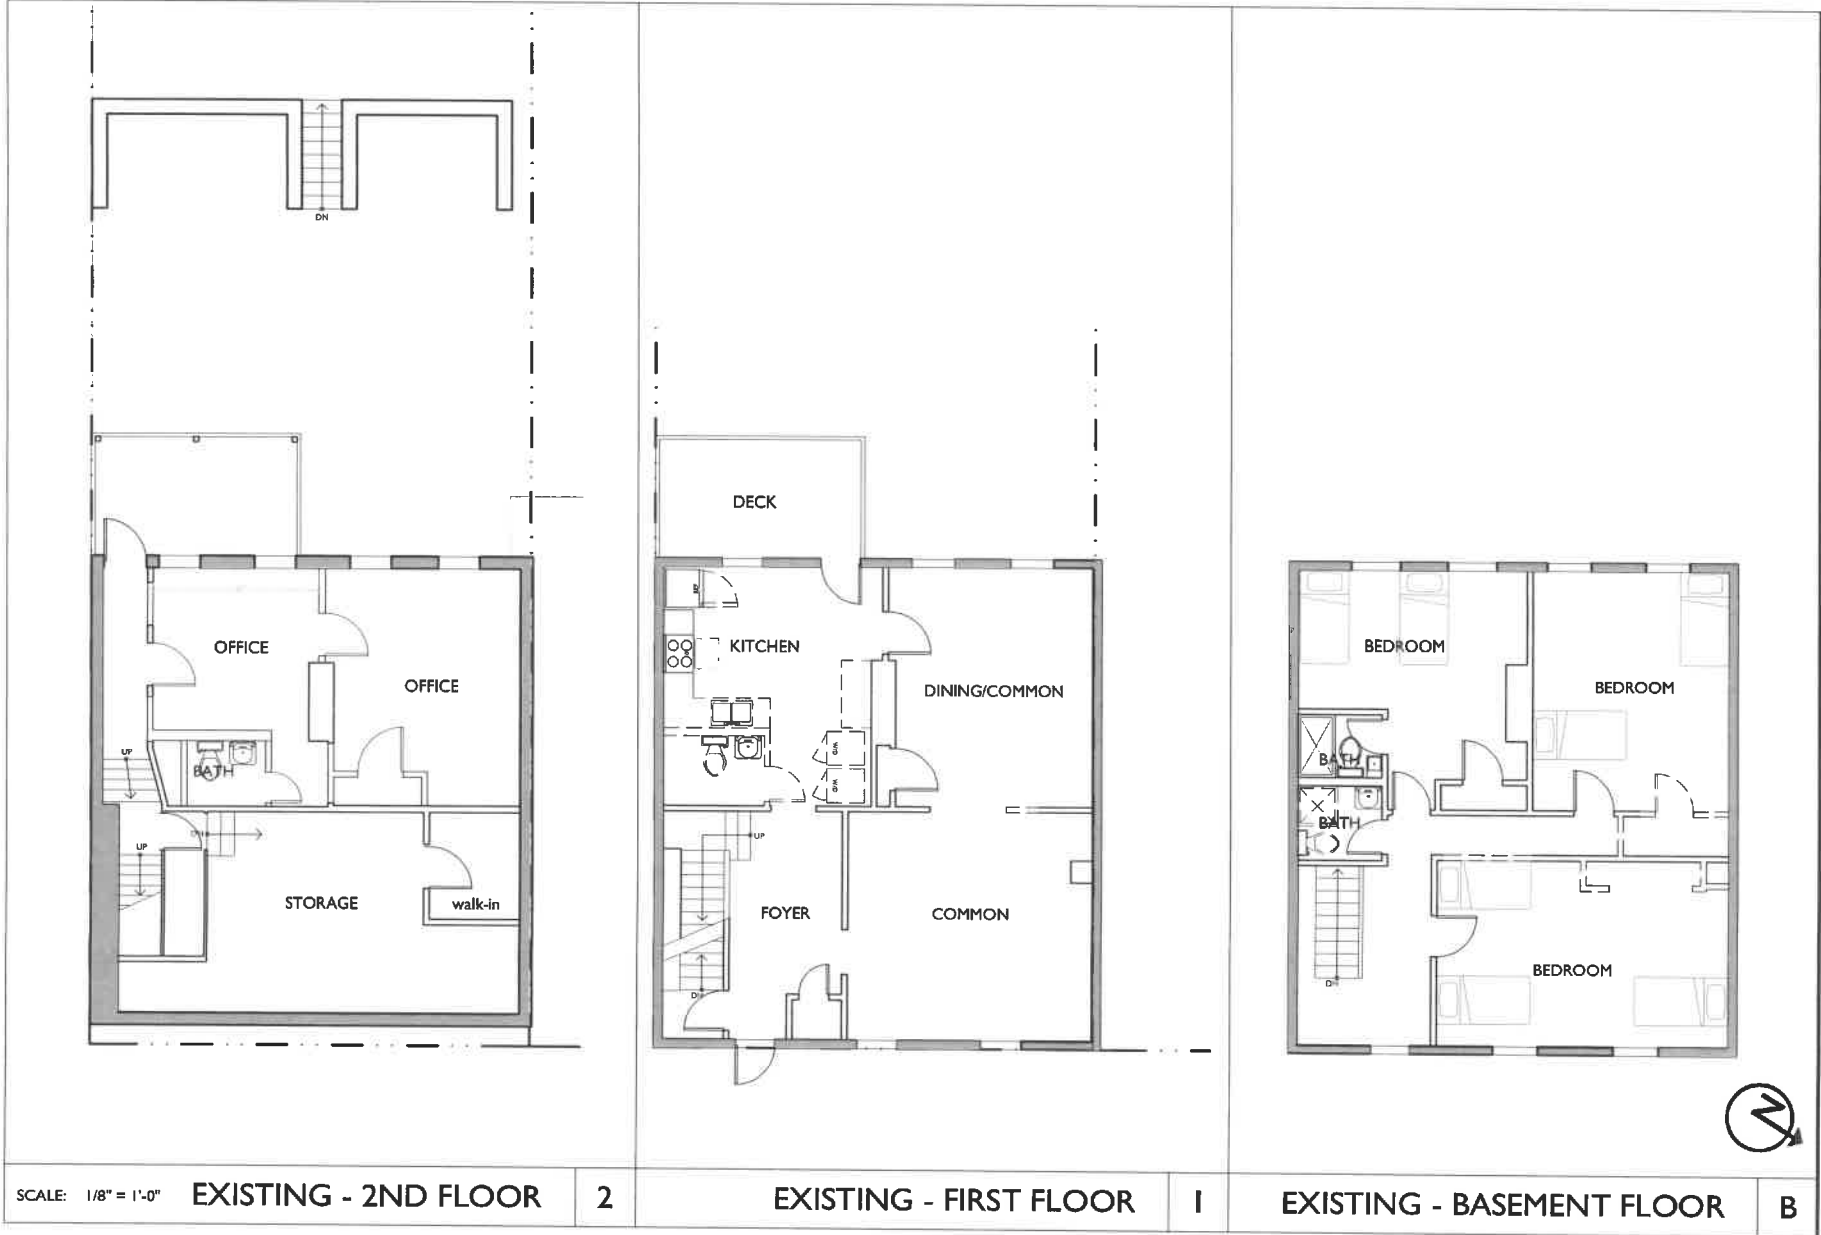 DN
OFFICE
OFFICE
UP
BATH
DN
UP
STORAGE
walk-in
DECK
REF
KITCHEN
DINING/COMMON
W/D
W/D
UP
FOYER
COMMON
DN
BEDROOM
BEDROOM
BATH
BATH
BEDROOM
DN
N
SCALE: 1/8" = 1'-0" EXISTING - 2ND FLOOR 2
EXISTING - FIRST FLOOR 1
EXISTING - BASEMENT FLOOR B